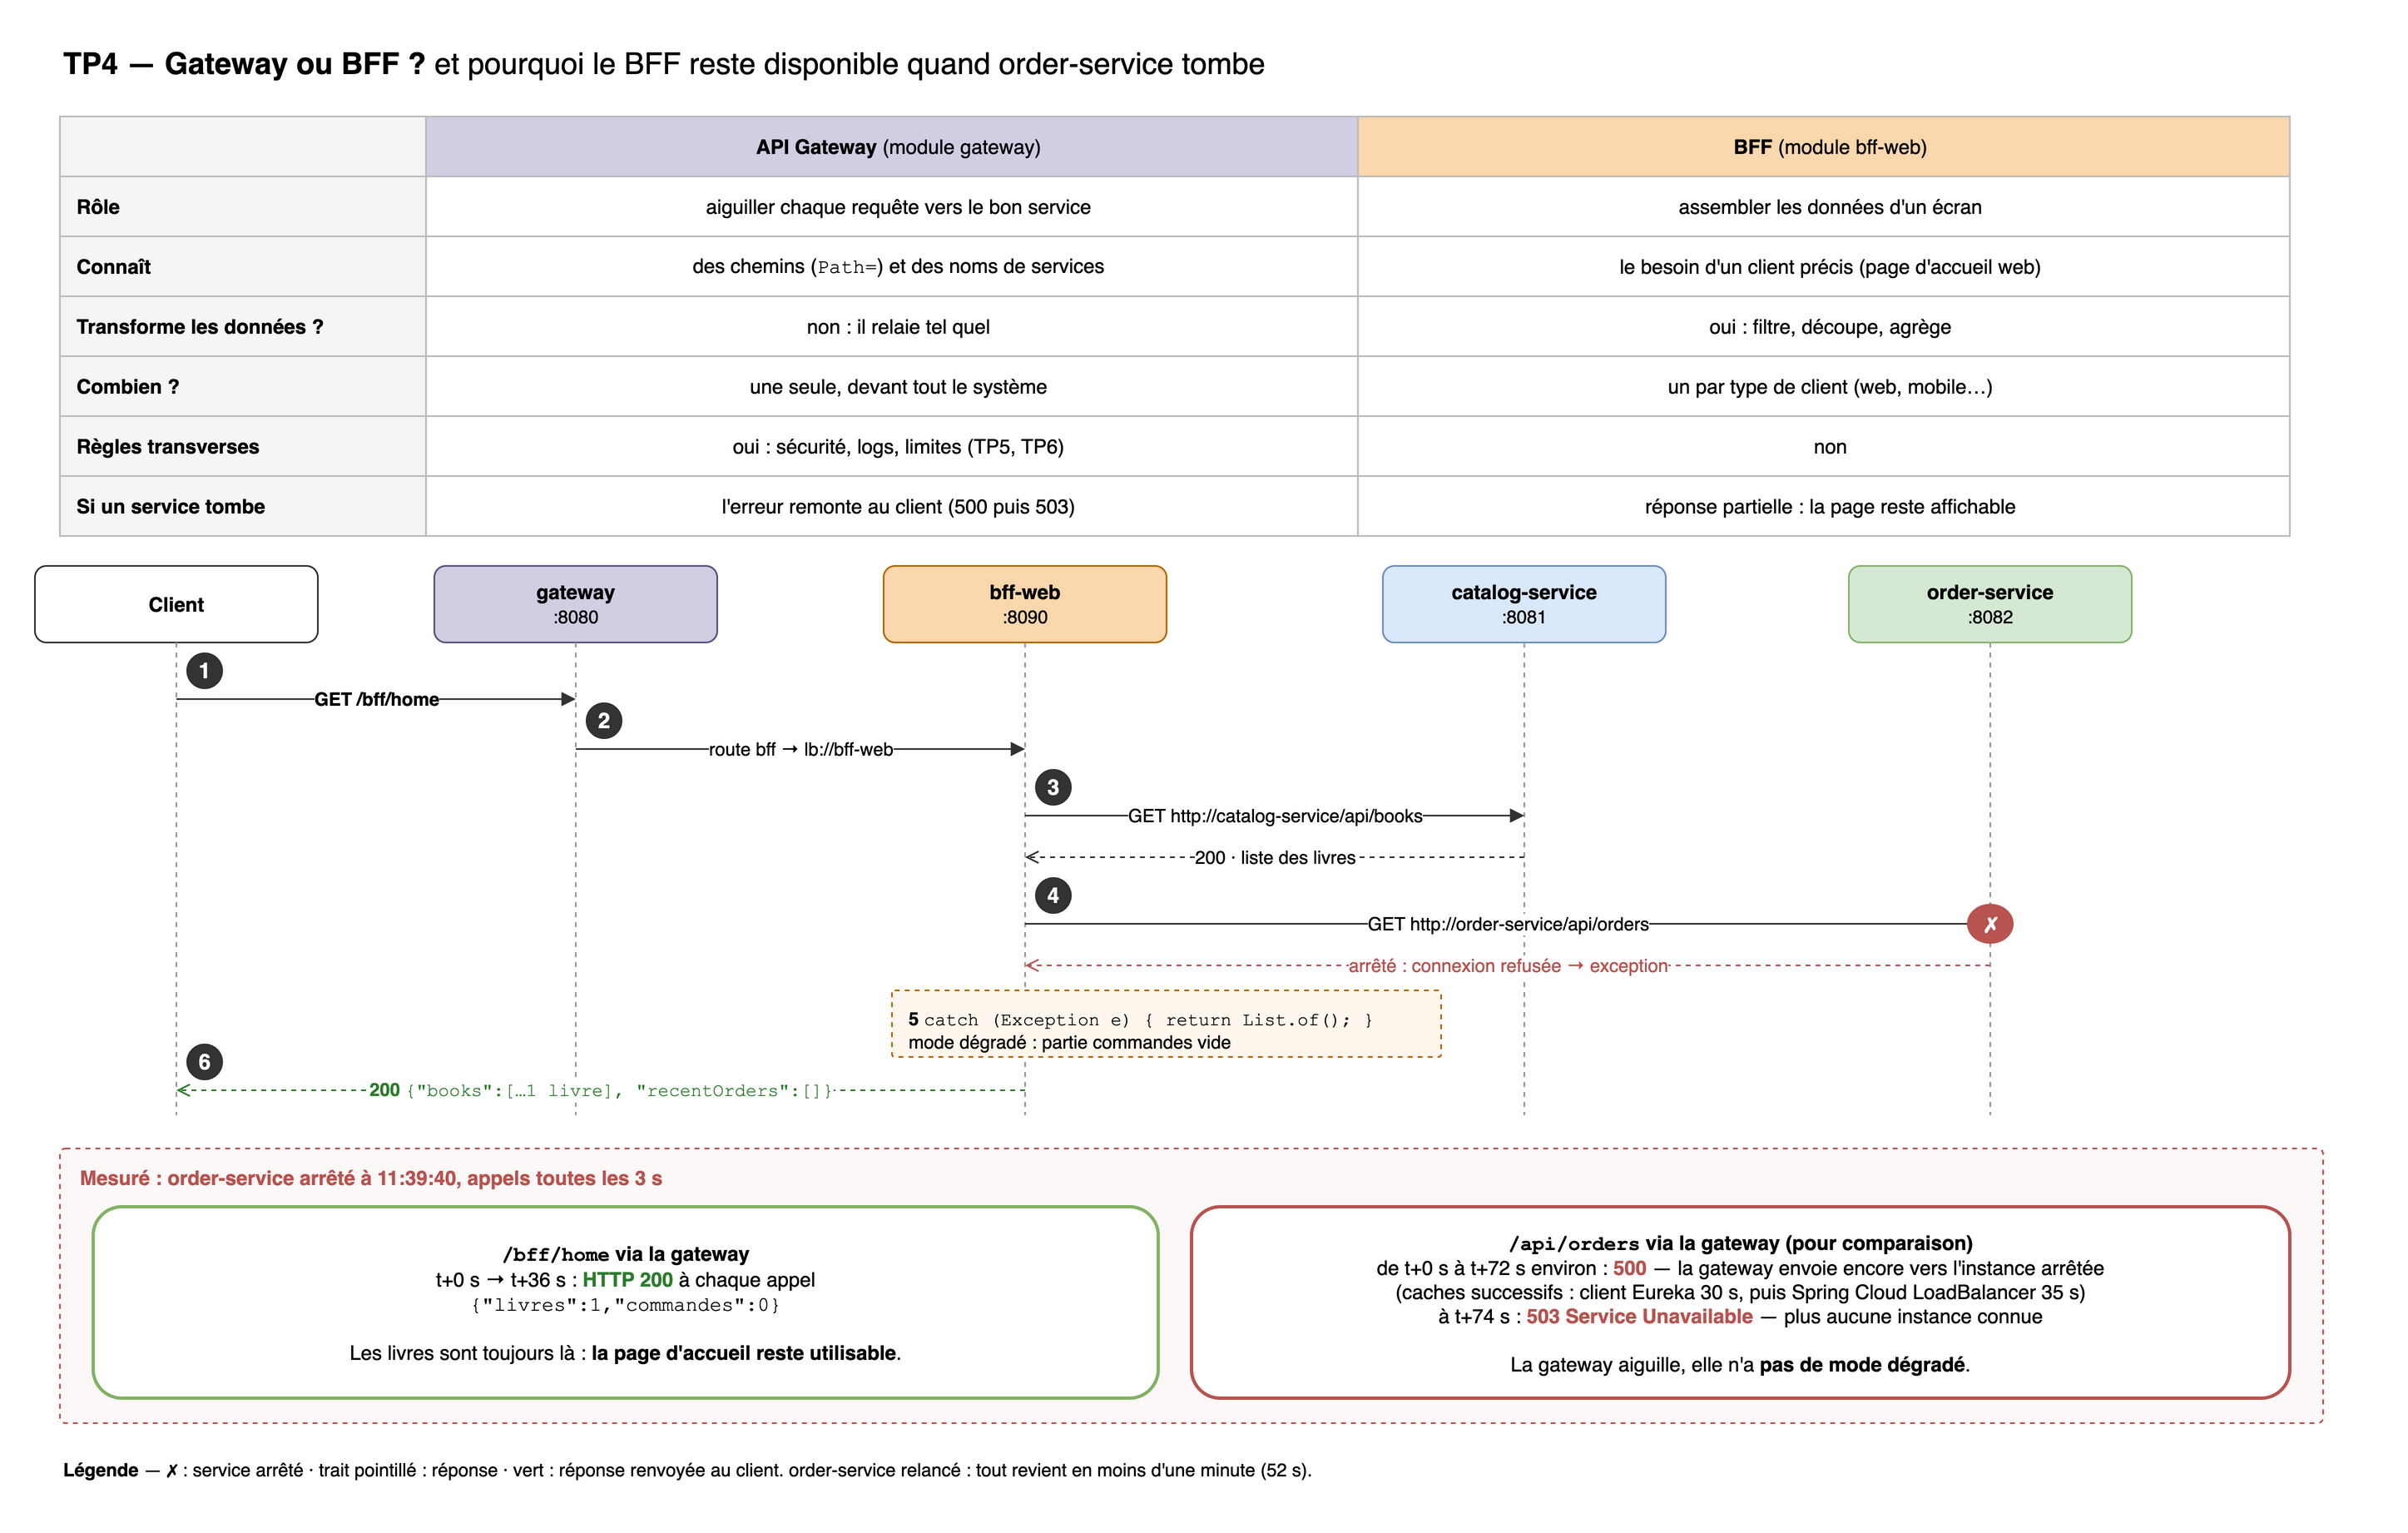 TP4 — Gateway ou BFF ? et pourquoi le BFF reste disponible quand order-service tombe
API Gateway (module gateway)
BFF (module bff-web)
Rôle
aiguiller chaque requête vers le bon service
assembler les données d'un écran
Connaît
des chemins (Path=) et des noms de services
le besoin d'un client précis (page d'accueil web)
Transforme les données ?
non : il relaie tel quel
oui : filtre, découpe, agrège
Combien ?
une seule, devant tout le système
un par type de client (web, mobile…)
Règles transverses
oui : sécurité, logs, limites (TP5, TP6)
non
Si un service tombe
l'erreur remonte au client (500 puis 503)
réponse partielle : la page reste affichable
Client
gateway
:8080
bff-web
:8090
catalog-service
:8081
order-service
:8082
1
GET /bff/home
2
route bff → lb://bff-web
3
GET http://catalog-service/api/books
200 · liste des livres
4
GET http://order-service/api/orders
✗
arrêté : connexion refusée → exception
5 catch (Exception e) { return List.of(); }
mode dégradé : partie commandes vide
6
200 {"books":[…1 livre], "recentOrders":[]}
Mesuré : order-service arrêté à 11:39:40, appels toutes les 3 s
/bff/home via la gateway
t+0 s → t+36 s : HTTP 200 à chaque appel
{"livres":1,"commandes":0}
Les livres sont toujours là : la page d'accueil reste utilisable.
/api/orders via la gateway (pour comparaison)
de t+0 s à t+72 s environ : 500 — la gateway envoie encore vers l'instance arrêtée
(caches successifs : client Eureka 30 s, puis Spring Cloud LoadBalancer 35 s)
à t+74 s : 503 Service Unavailable — plus aucune instance connue
La gateway aiguille, elle n'a pas de mode dégradé.
Légende — ✗ : service arrêté · trait pointillé : réponse · vert : réponse renvoyée au client. order-service relancé : tout revient en moins d'une minute (52 s).